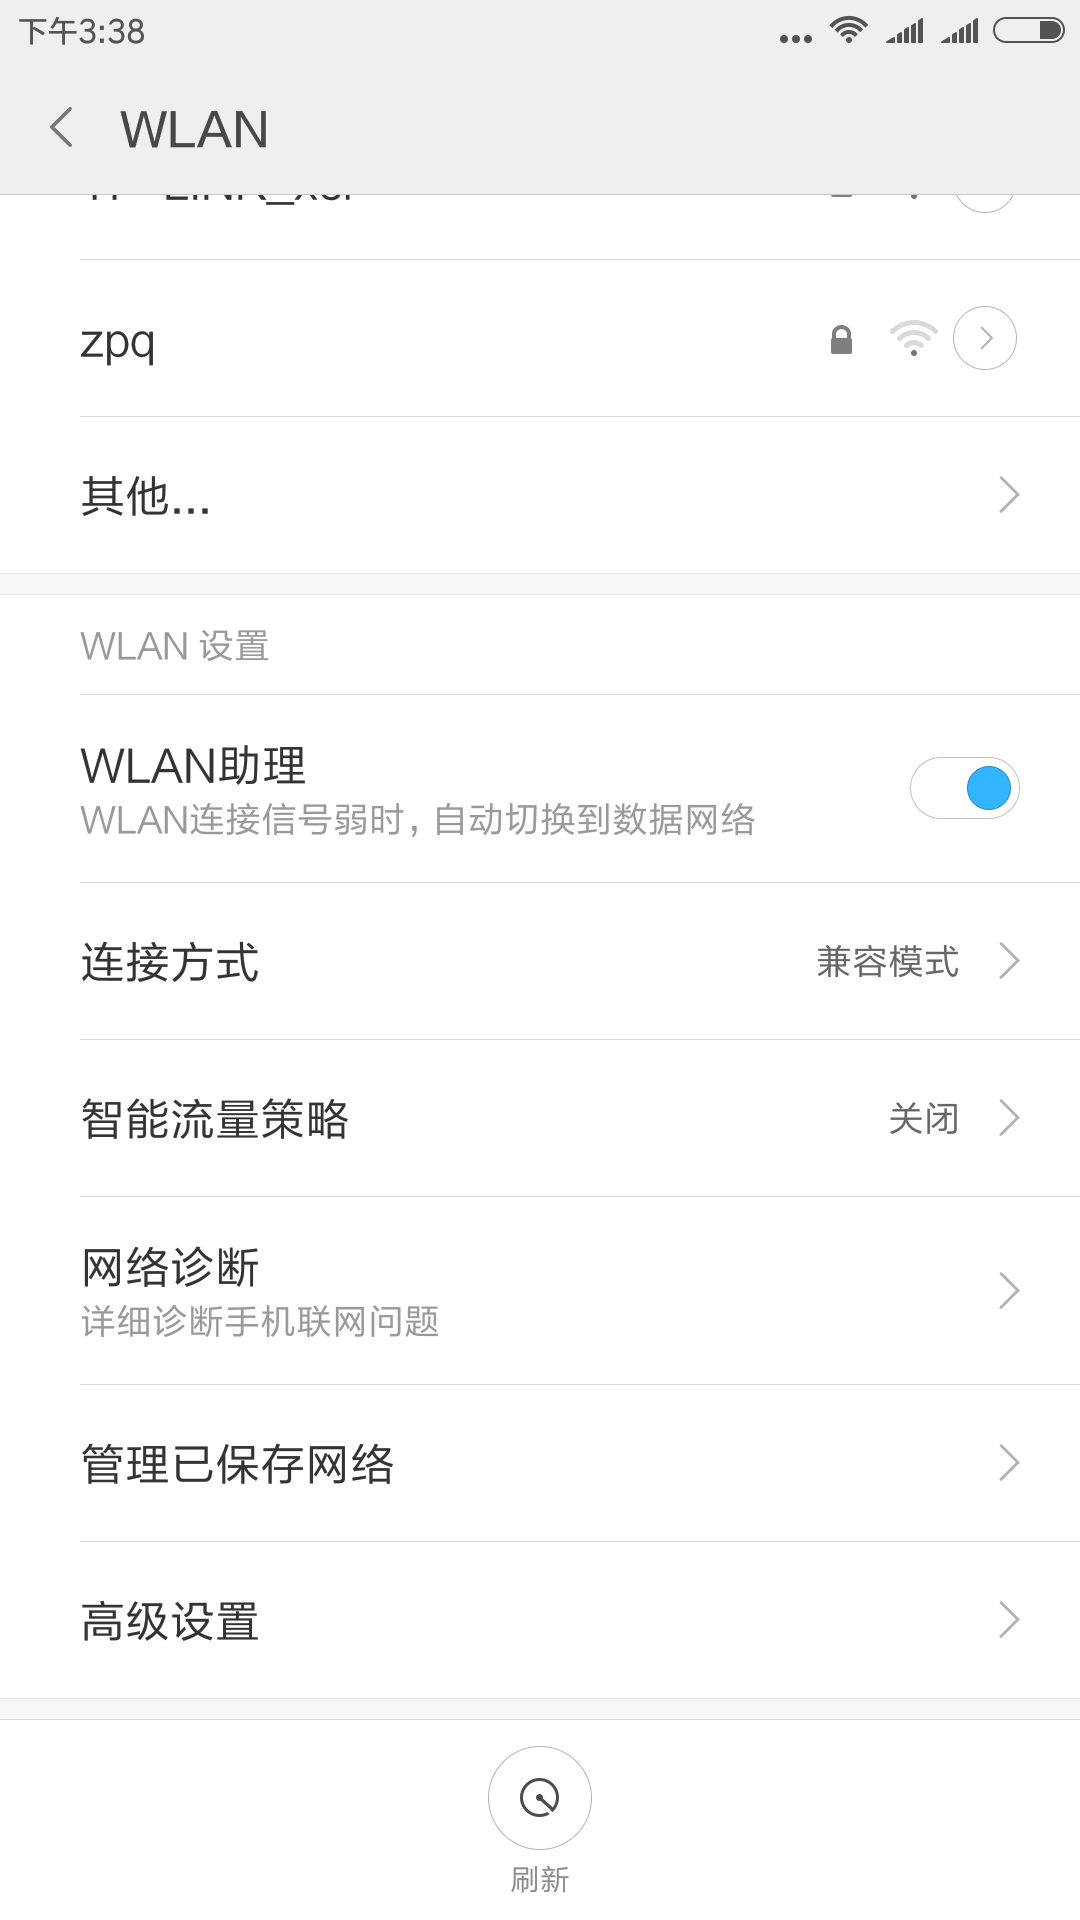 下午3:38
WLAN
zpq
其他...
WLAN 设置
WLAN助理
WLAN连接信号弱时，自动切换到数据网络
连接方式
兼容模式
智能流量策略
关闭
网络诊断
详细诊断手机联网问题
管理已保存网络
高级设置
刷新